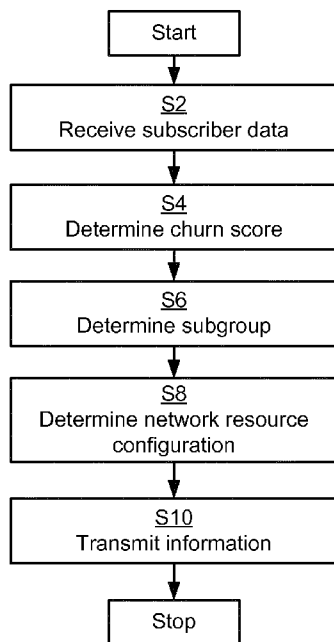 Start
S2
Receive subscriber data
S4
Determine churn score
S6
Determine subgroup
S8
Determine network resource
configuration
S10
Transmit information
Stop